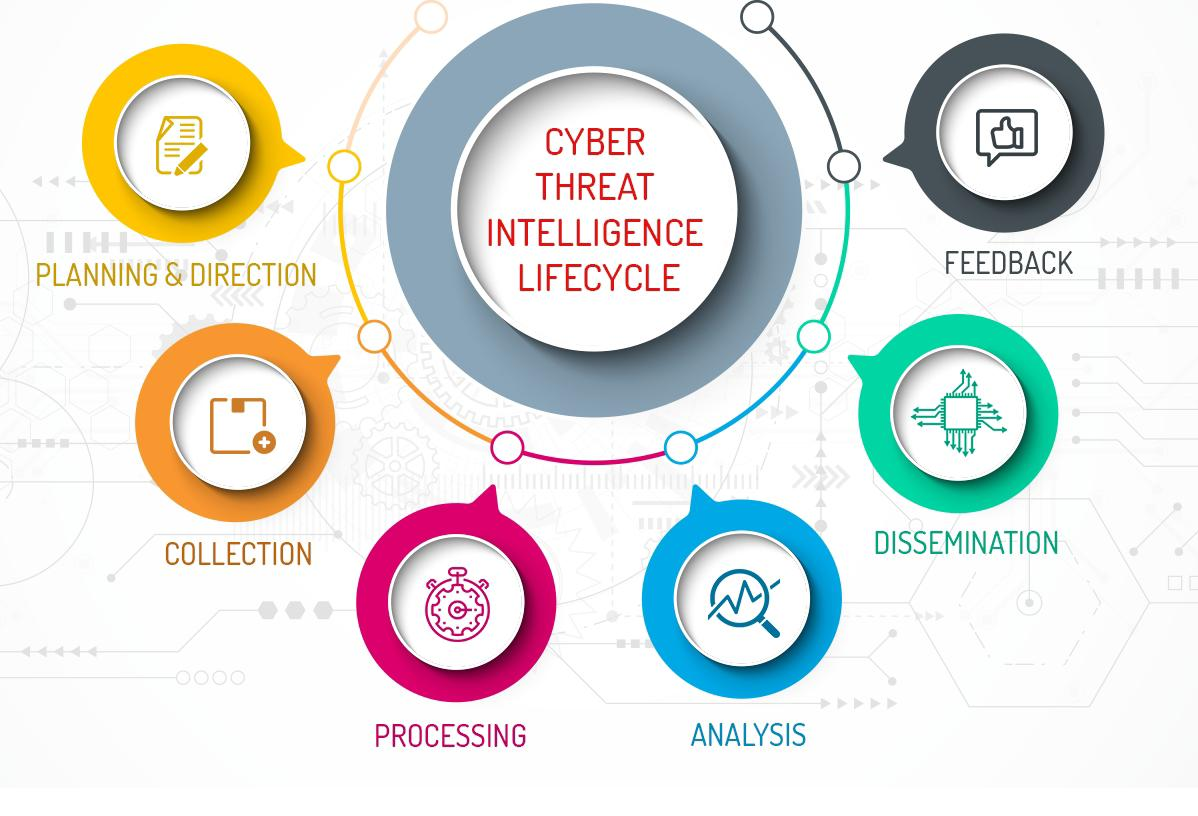 CYBER
THREAT
INTELLIGENCE
LIFECYCLE
PLANNING & DIRECTION
COLLECTION
PROCESSING
ANALYSIS
DISSEMINATION
FEEDBACK